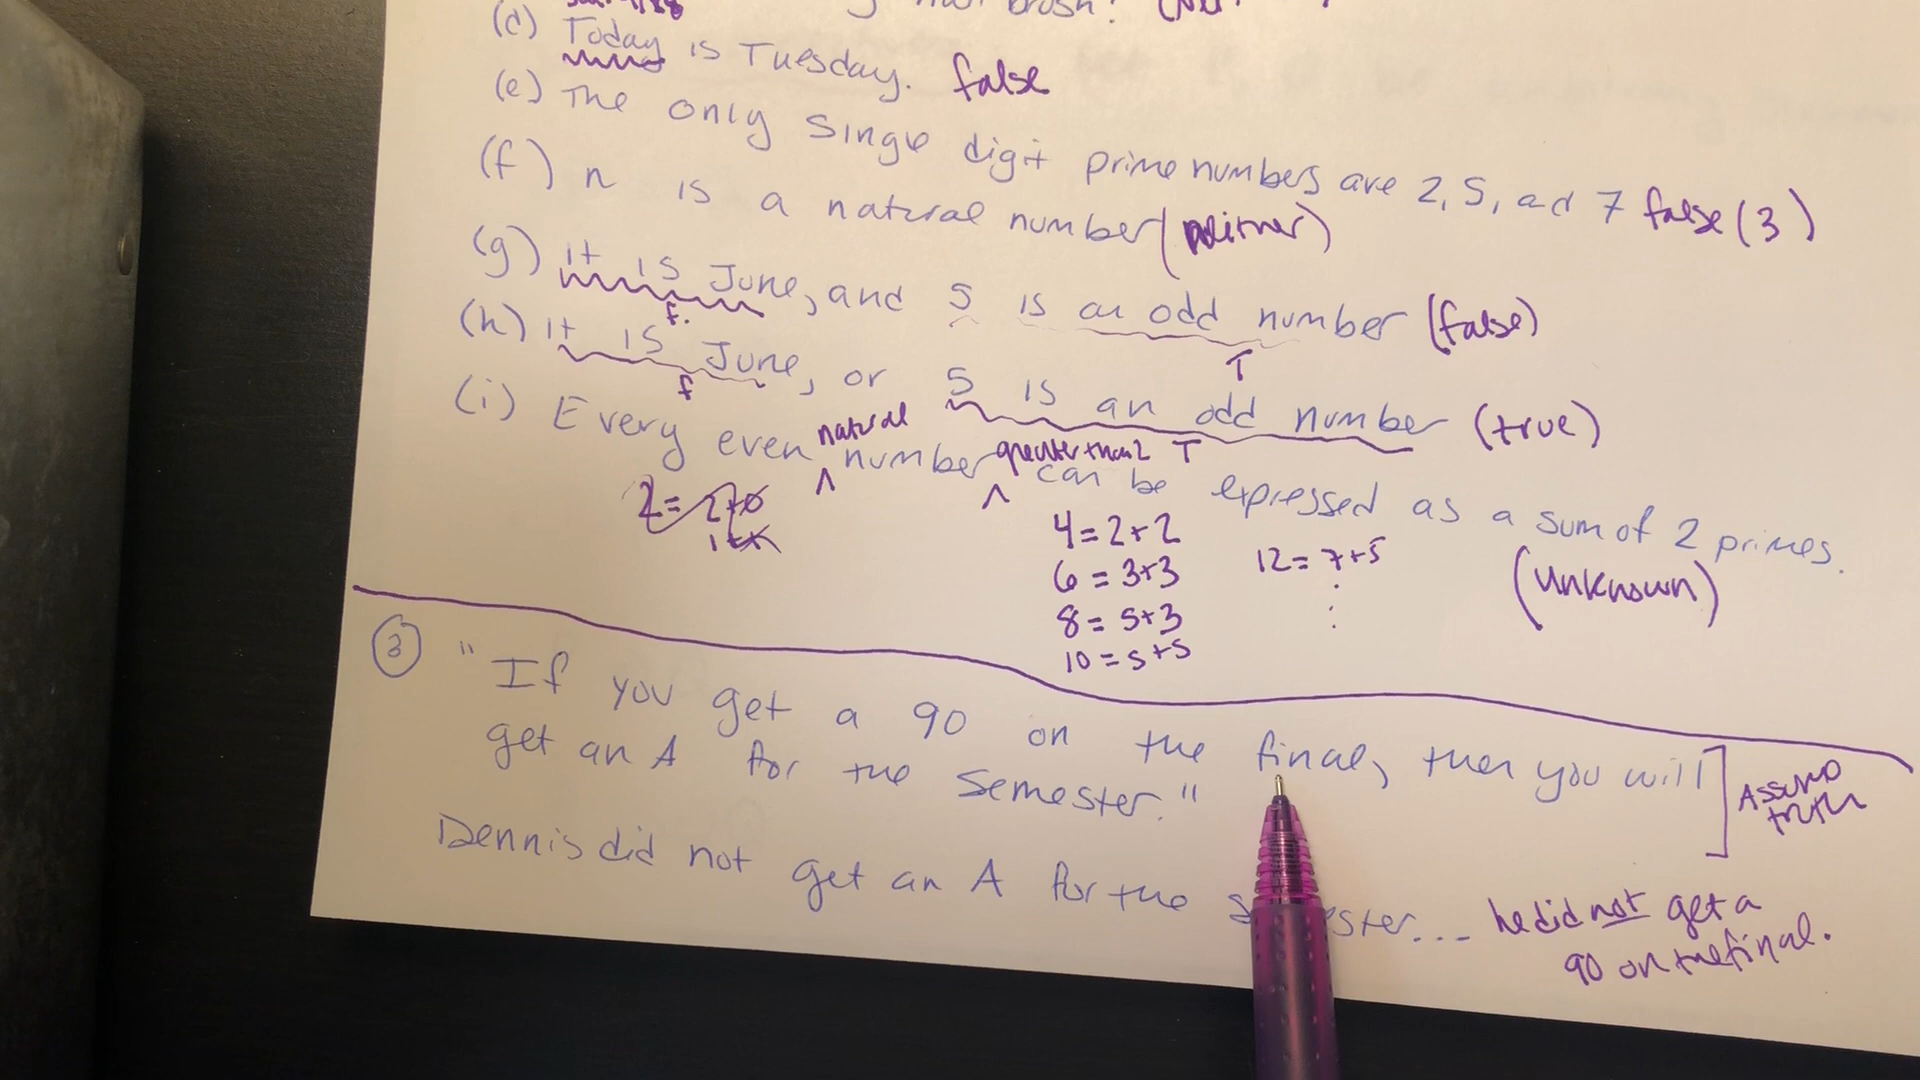 brush?
(d) Today is Tuesday. false
(e) The only single digit prime numbers are 2, 5, ad 7 false (3)
(f) n is a natural number (neither)
(g) it is June, and 5 is an odd number (false)
f. T
(h) it is June, or 5 is an odd number (true)
f T
(i) Every even natural number greater than 2 can be expressed as a sum of 2 primes.
2 = 2+0
4 = 2+2
6 = 3+3
8 = 5+3
10 = 5+5
12 = 7+5
(unknown)
3 "If you get a 90 on the final, then you will
get an A for the semester."
Assume
truth
Dennis did not get an A for the ... he did not get a
90 on the final.